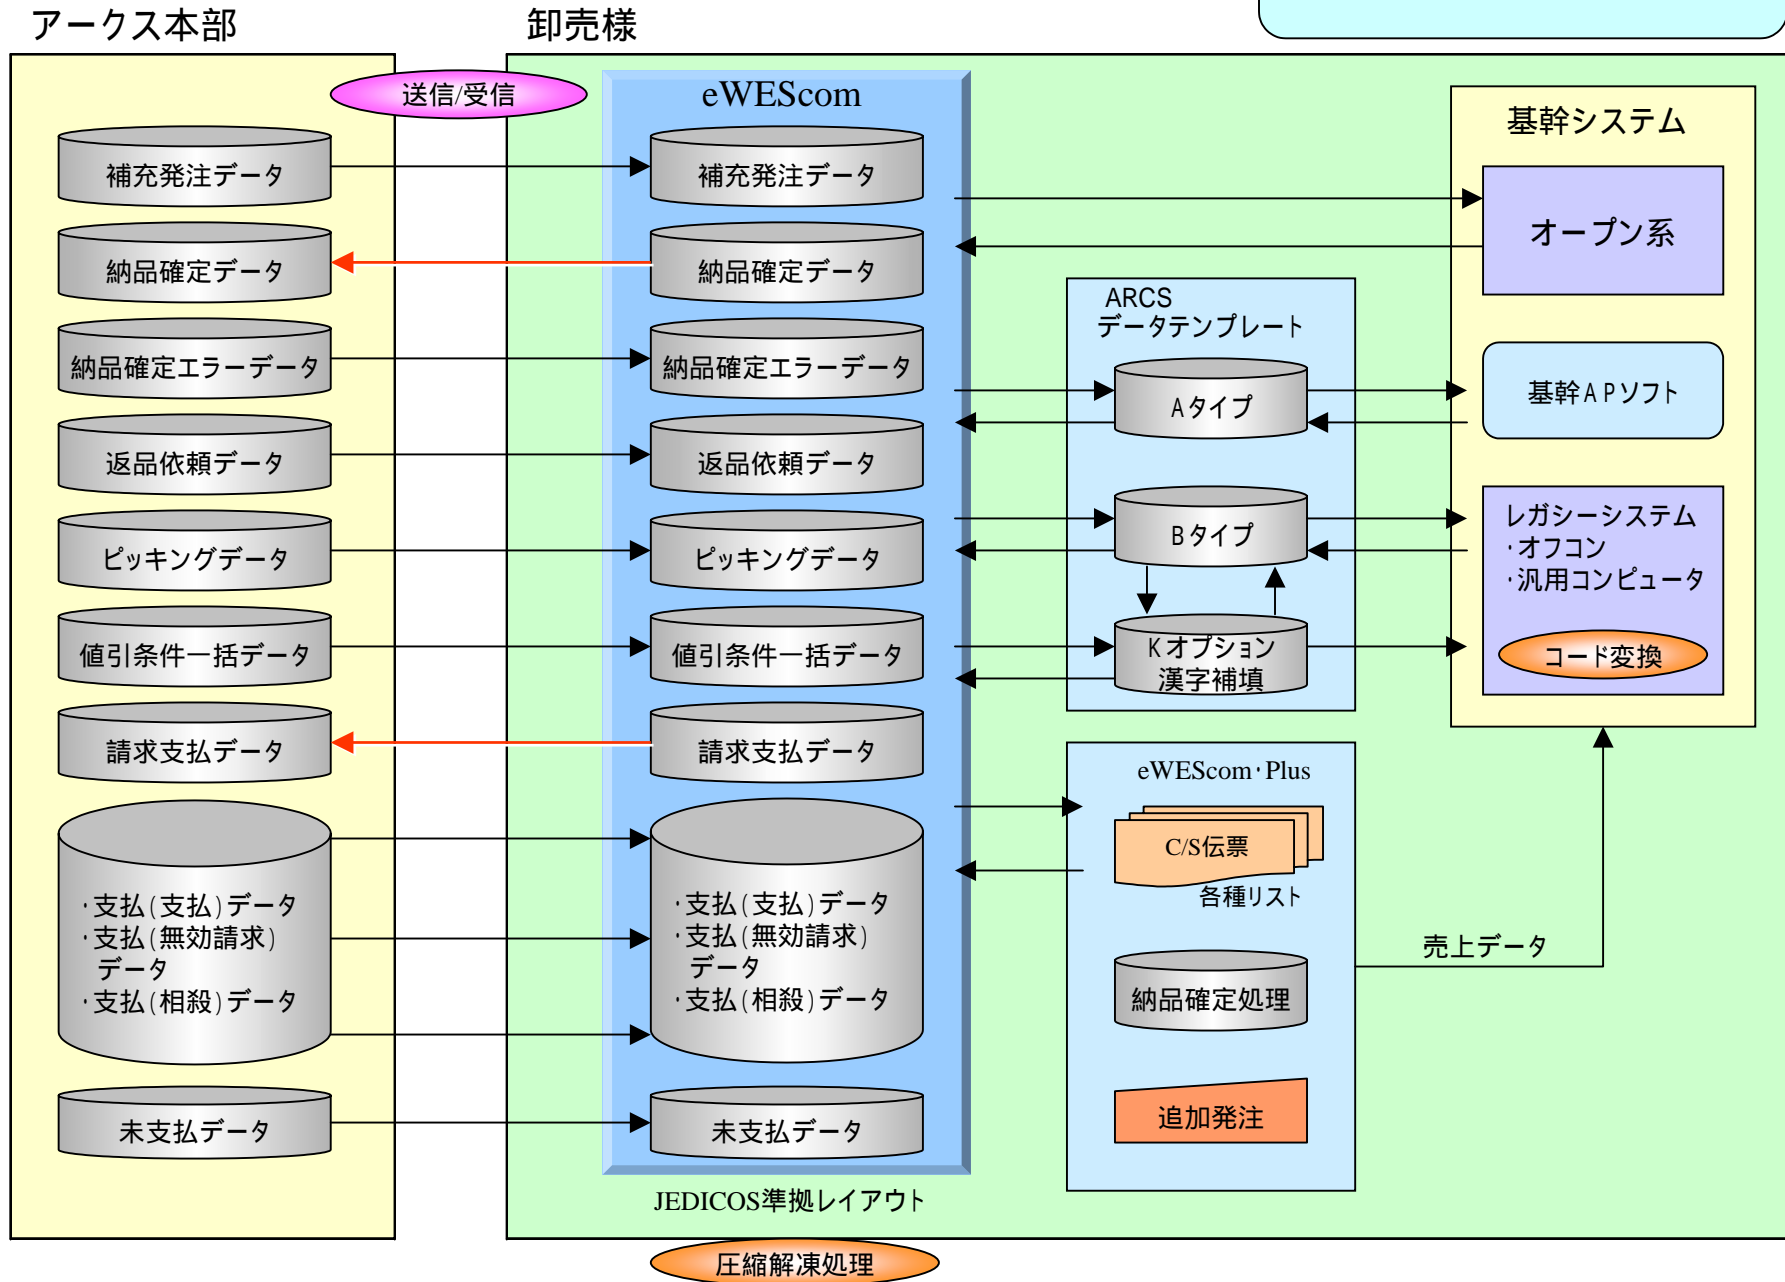 アークス本部
卸売様
送信/受信
補充発注データ
納品確定データ
納品確定エラーデータ
返品依頼データ
ピッキングデータ
値引条件一括データ
請求支払データ
・支払(支払)データ
・支払(無効請求)
データ
・支払(相殺)データ
未支払データ
eWEScom
補充発注データ
納品確定データ
納品確定エラーデータ
返品依頼データ
ピッキングデータ
値引条件一括データ
請求支払データ
・支払(支払)データ
・支払(無効請求)
データ
・支払(相殺)データ
未支払データ
JEDICOS準拠レイアウト
圧縮解凍処理
ARCS
データテンプレート
Aタイプ
Bタイプ
Kオプション
漢字補填
eWEScom・Plus
C/S伝票
各種リスト
納品確定処理
追加発注
売上データ
基幹システム
オープン系
基幹APソフト
レガシーシステム
・オフコン
・汎用コンピュータ
コード変換